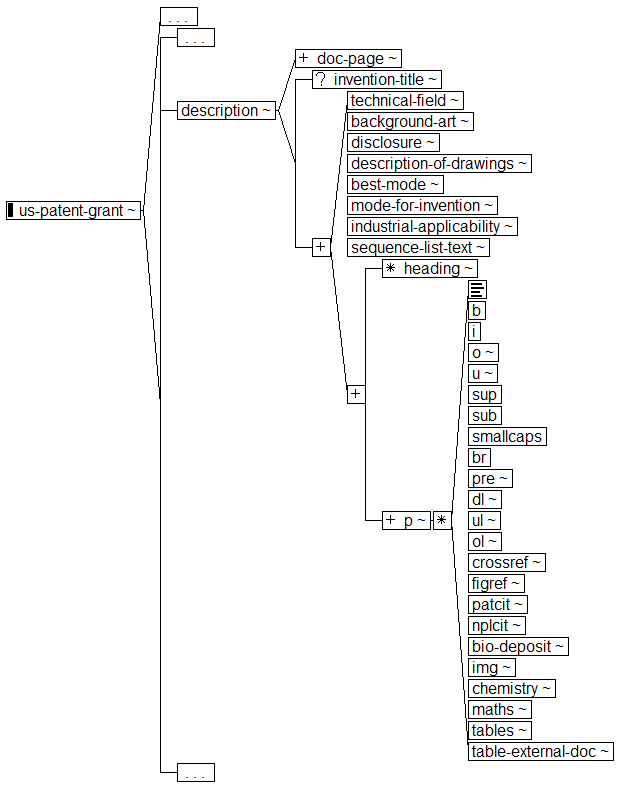 . . .
. . .
+ doc-page ~
? invention-title ~
technical-field ~
description ~
background-art ~
disclosure ~
description-of-drawings ~
best-mode ~
mode-for-invention ~
us-patent-grant ~
industrial-applicability ~
+
sequence-list-text ~
* heading ~
b
i
o ~
u ~
+
sup
sub
smallcaps
br
pre ~
dl ~
+ p ~ *
ul ~
ol ~
crossref ~
figref ~
patcit ~
nplcit ~
bio-deposit ~
img ~
chemistry ~
maths ~
tables ~
table-external-doc ~
. . .